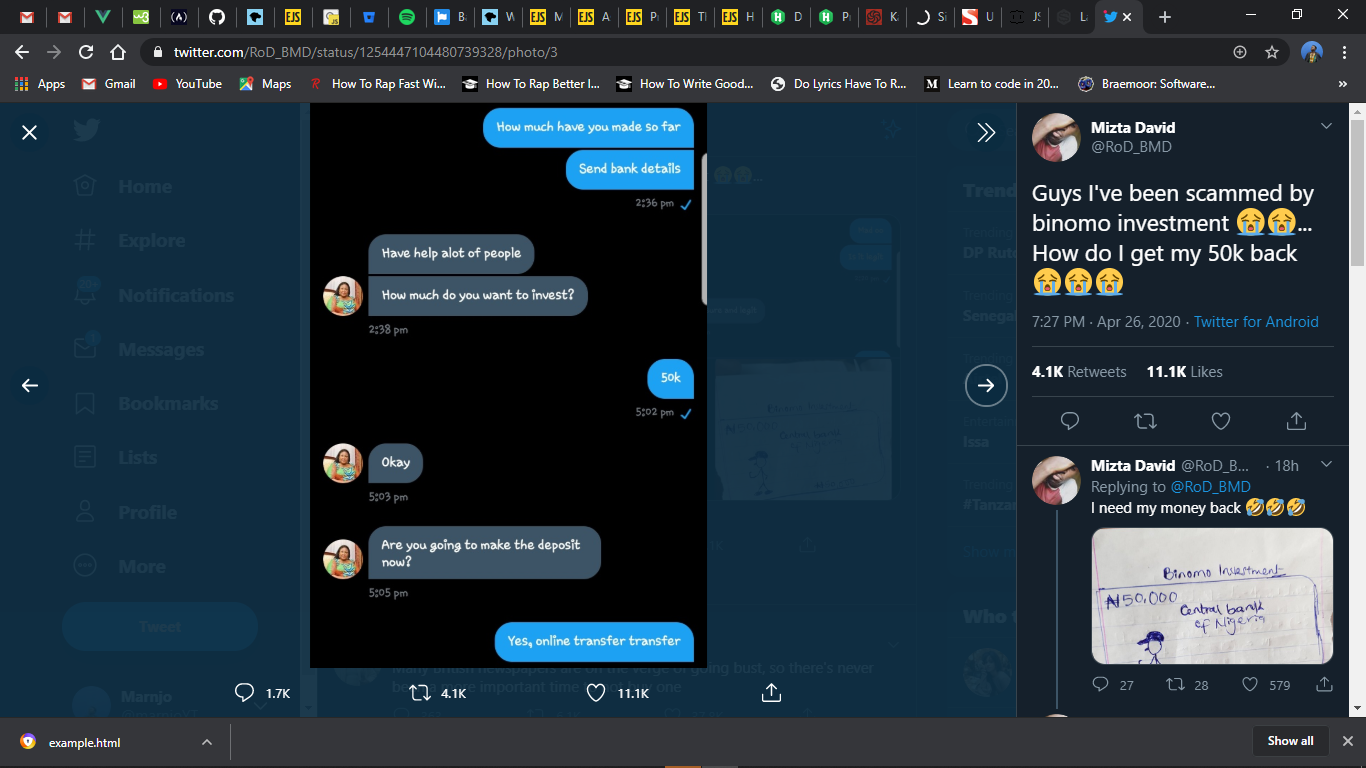 EJS
EJS
EJS
EJS
EJS
twitter.com/RoD_BMD/status/1254447104480739328/photo/3
Apps
Gmail
YouTube
Maps
How To Rap Fast Wi...
How To Rap Better I...
How To Write Good...
Do Lyrics Have To R...
Learn to code in 20...
Braemoor: Software...
Home
Explore
Notifications
Messages
Bookmarks
Lists
Profile
More
Tweet
Marnjo
How much have you made so far
Send bank details
2:36 pm
Have help alot of people
How much do you want to invest?
2:38 pm
50k
5:02 pm
Okay
5:03 pm
Are you going to make the deposit
now?
5:05 pm
Yes, online transfer transfer
1.7K
4.1K
11.1K
Mizta David
@RoD_BMD
Guys I've been scammed by
binomo investment 😭😭...
How do I get my 50k back
😭😭😭
7:27 PM · Apr 26, 2020 · Twitter for Android
4.1K Retweets 11.1K Likes
Mizta David @RoD_B... · 18h
Replying to @RoD_BMD
I need my money back 🤣🤣🤣
Binomo Investment
₦50,000
Central bank
of Nigeria
27
28
579
example.html
Show all